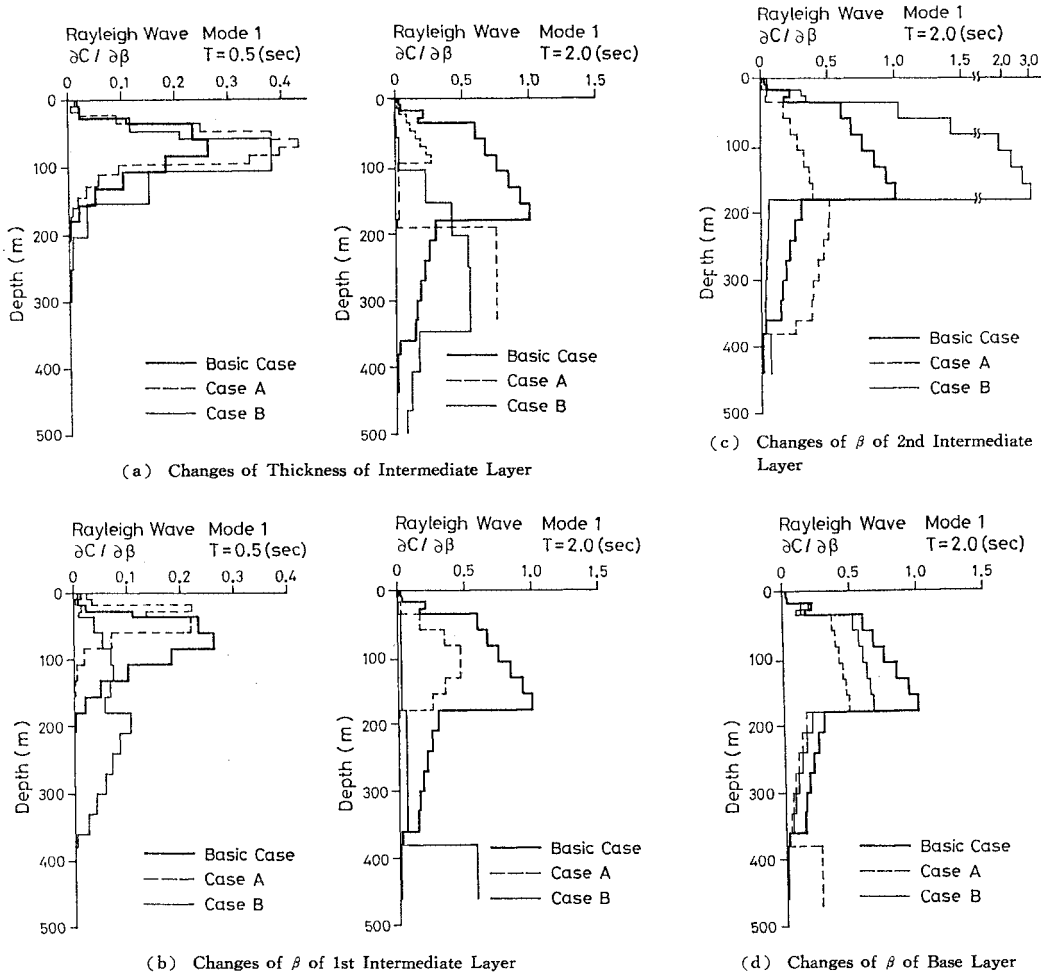 Rayleigh Wave Mode 1
∂C/∂β T=0.5(sec)
0 0.1 0.2 0.3 0.4
0
100
200
300
400
500
Depth (m)
Basic Case
Case A
Case B
Rayleigh Wave Mode 1
∂C/∂β T=2.0(sec)
0 0.5 1.0 1.5
0
100
200
300
400
500
Depth (m)
Basic Case
Case A
Case B
(a) Changes of Thickness of Intermediate Layer
Rayleigh Wave Mode 1
∂C/∂β T=2.0(sec)
0 0.5 1.0 1.5 2.0 3.0
0
100
200
300
400
500
Depth (m)
Basic Case
Case A
Case B
(c) Changes of β of 2nd Intermediate
Layer
Rayleigh Wave Mode 1
∂C/∂β T=0.5(sec)
0 0.1 0.2 0.3 0.4
0
100
200
300
400
500
Depth (m)
Basic Case
Case A
Case B
Rayleigh Wave Mode 1
∂C/∂β T=2.0(sec)
0 0.5 1.0 1.5
0
100
200
300
400
500
Depth (m)
Basic Case
Case A
Case B
(b) Changes of β of 1st Intermediate Layer
Rayleigh Wave Mode 1
∂C/∂β T=2.0(sec)
0 0.5 1.0 1.5
0
100
200
300
400
500
Depth (m)
Basic Case
Case A
Case B
(d) Changes of β of Base Layer